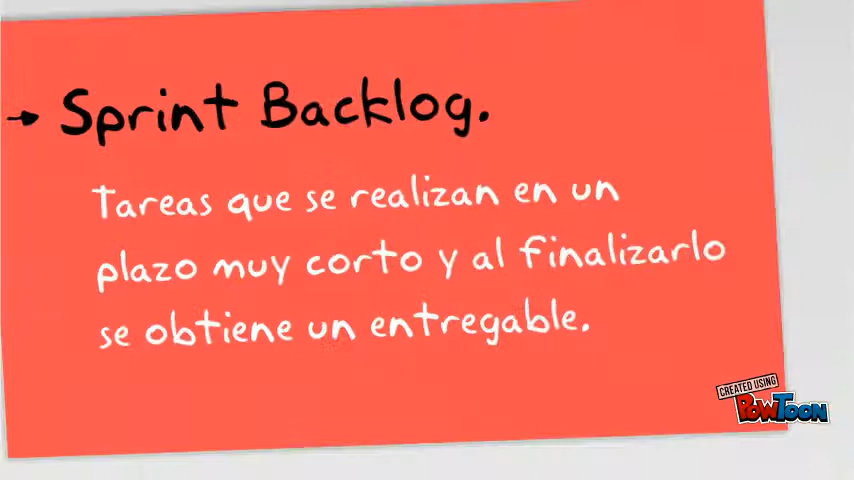 → Sprint Backlog.
Tareas que se realizan en un
plazo muy corto y al finalizarlo
se obtiene un entregable.
CREATED USING
POWTOON